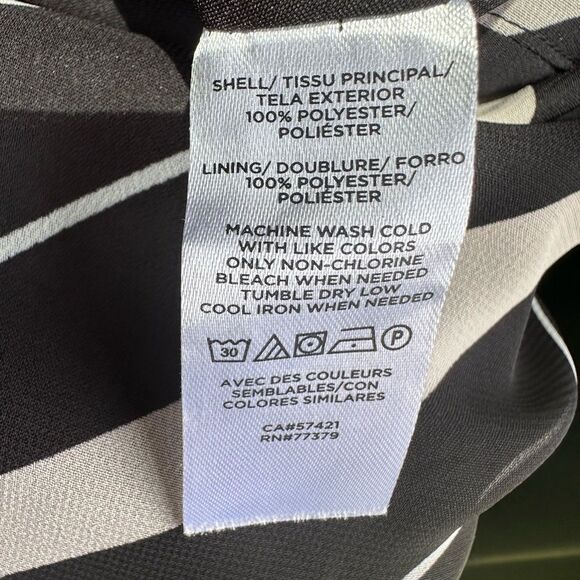 SHELL/ TISSU PRINCIPAL/
TELA EXTERIOR
100% POLYESTER/
POLIÉSTER
LINING/ DOUBLURE/ FORRO
100% POLYESTER/
POLIÉSTER
MACHINE WASH COLD
WITH LIKE COLORS
ONLY NON-CHLORINE
BLEACH WHEN NEEDED
TUMBLE DRY LOW
COOL IRON WHEN NEEDED
30 P
AVEC DES COULEURS
SEMBLABLES/CON
COLORES SIMILARES
CA#57421
RN#77379